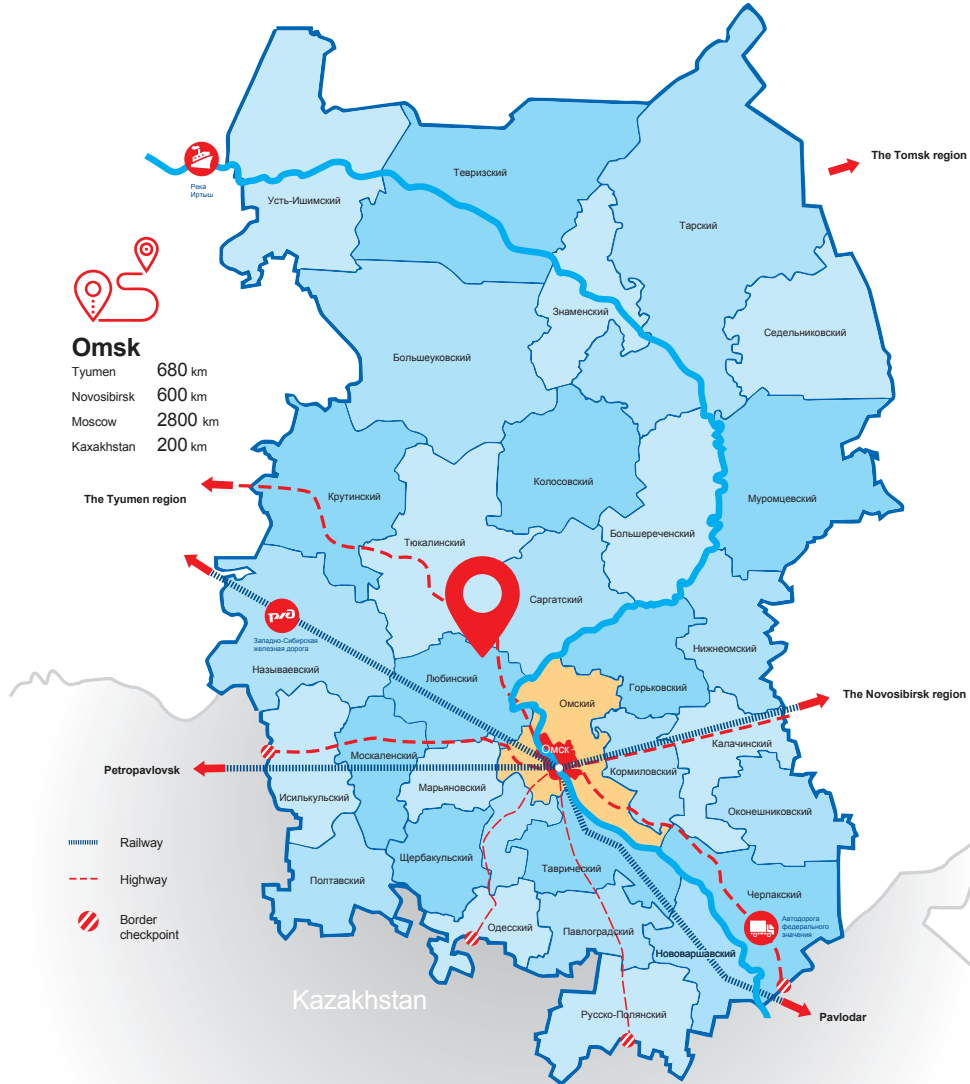 The Tomsk region
Река
Иртыш
Тевризский
Усть-Ишимский
Тарский
Знаменский
Седельниковский
Omsk
Tyumen 680 km
Novosibirsk 600 km
Moscow 2800 km
Kaxakhstan 200 km
Большеуковский
The Tyumen region
Крутинский
Колосовский
Муромцевский
Тюкалинский
Большереченский
Саргатский
РЖД
Западно-Сибирская
железная дорога
Называевский
Нижнеомский
Любинский
Горьковский
Омский
The Novosibirsk region
Омск
Калачинский
Москаленский
Petropavlovsk
Кормиловский
Марьяновский
Исилькульский
Оконешниковский
Railway
Щербакульский
Таврический
Highway
Полтавский
Черлакский
Border
checkpoint
Автодорога
федерального
значения
Одесский
Павлоградский
Нововаршавский
Kazakhstan
Русско-Полянский
Pavlodar